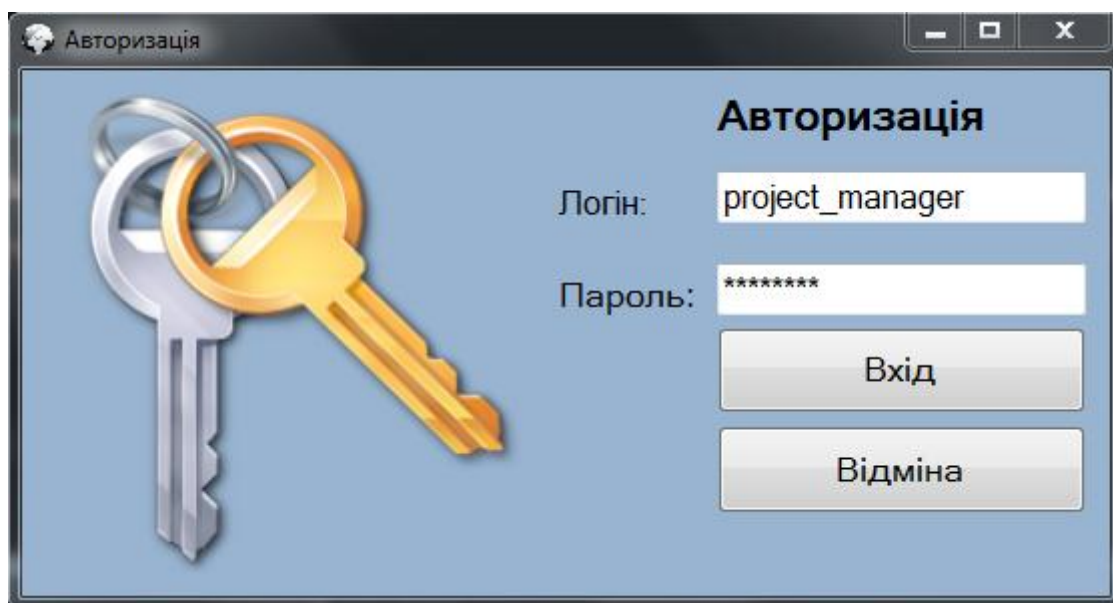 Авторизація
Авторизація
Логін: project_manager
Пароль: ********
Вхід
Відміна